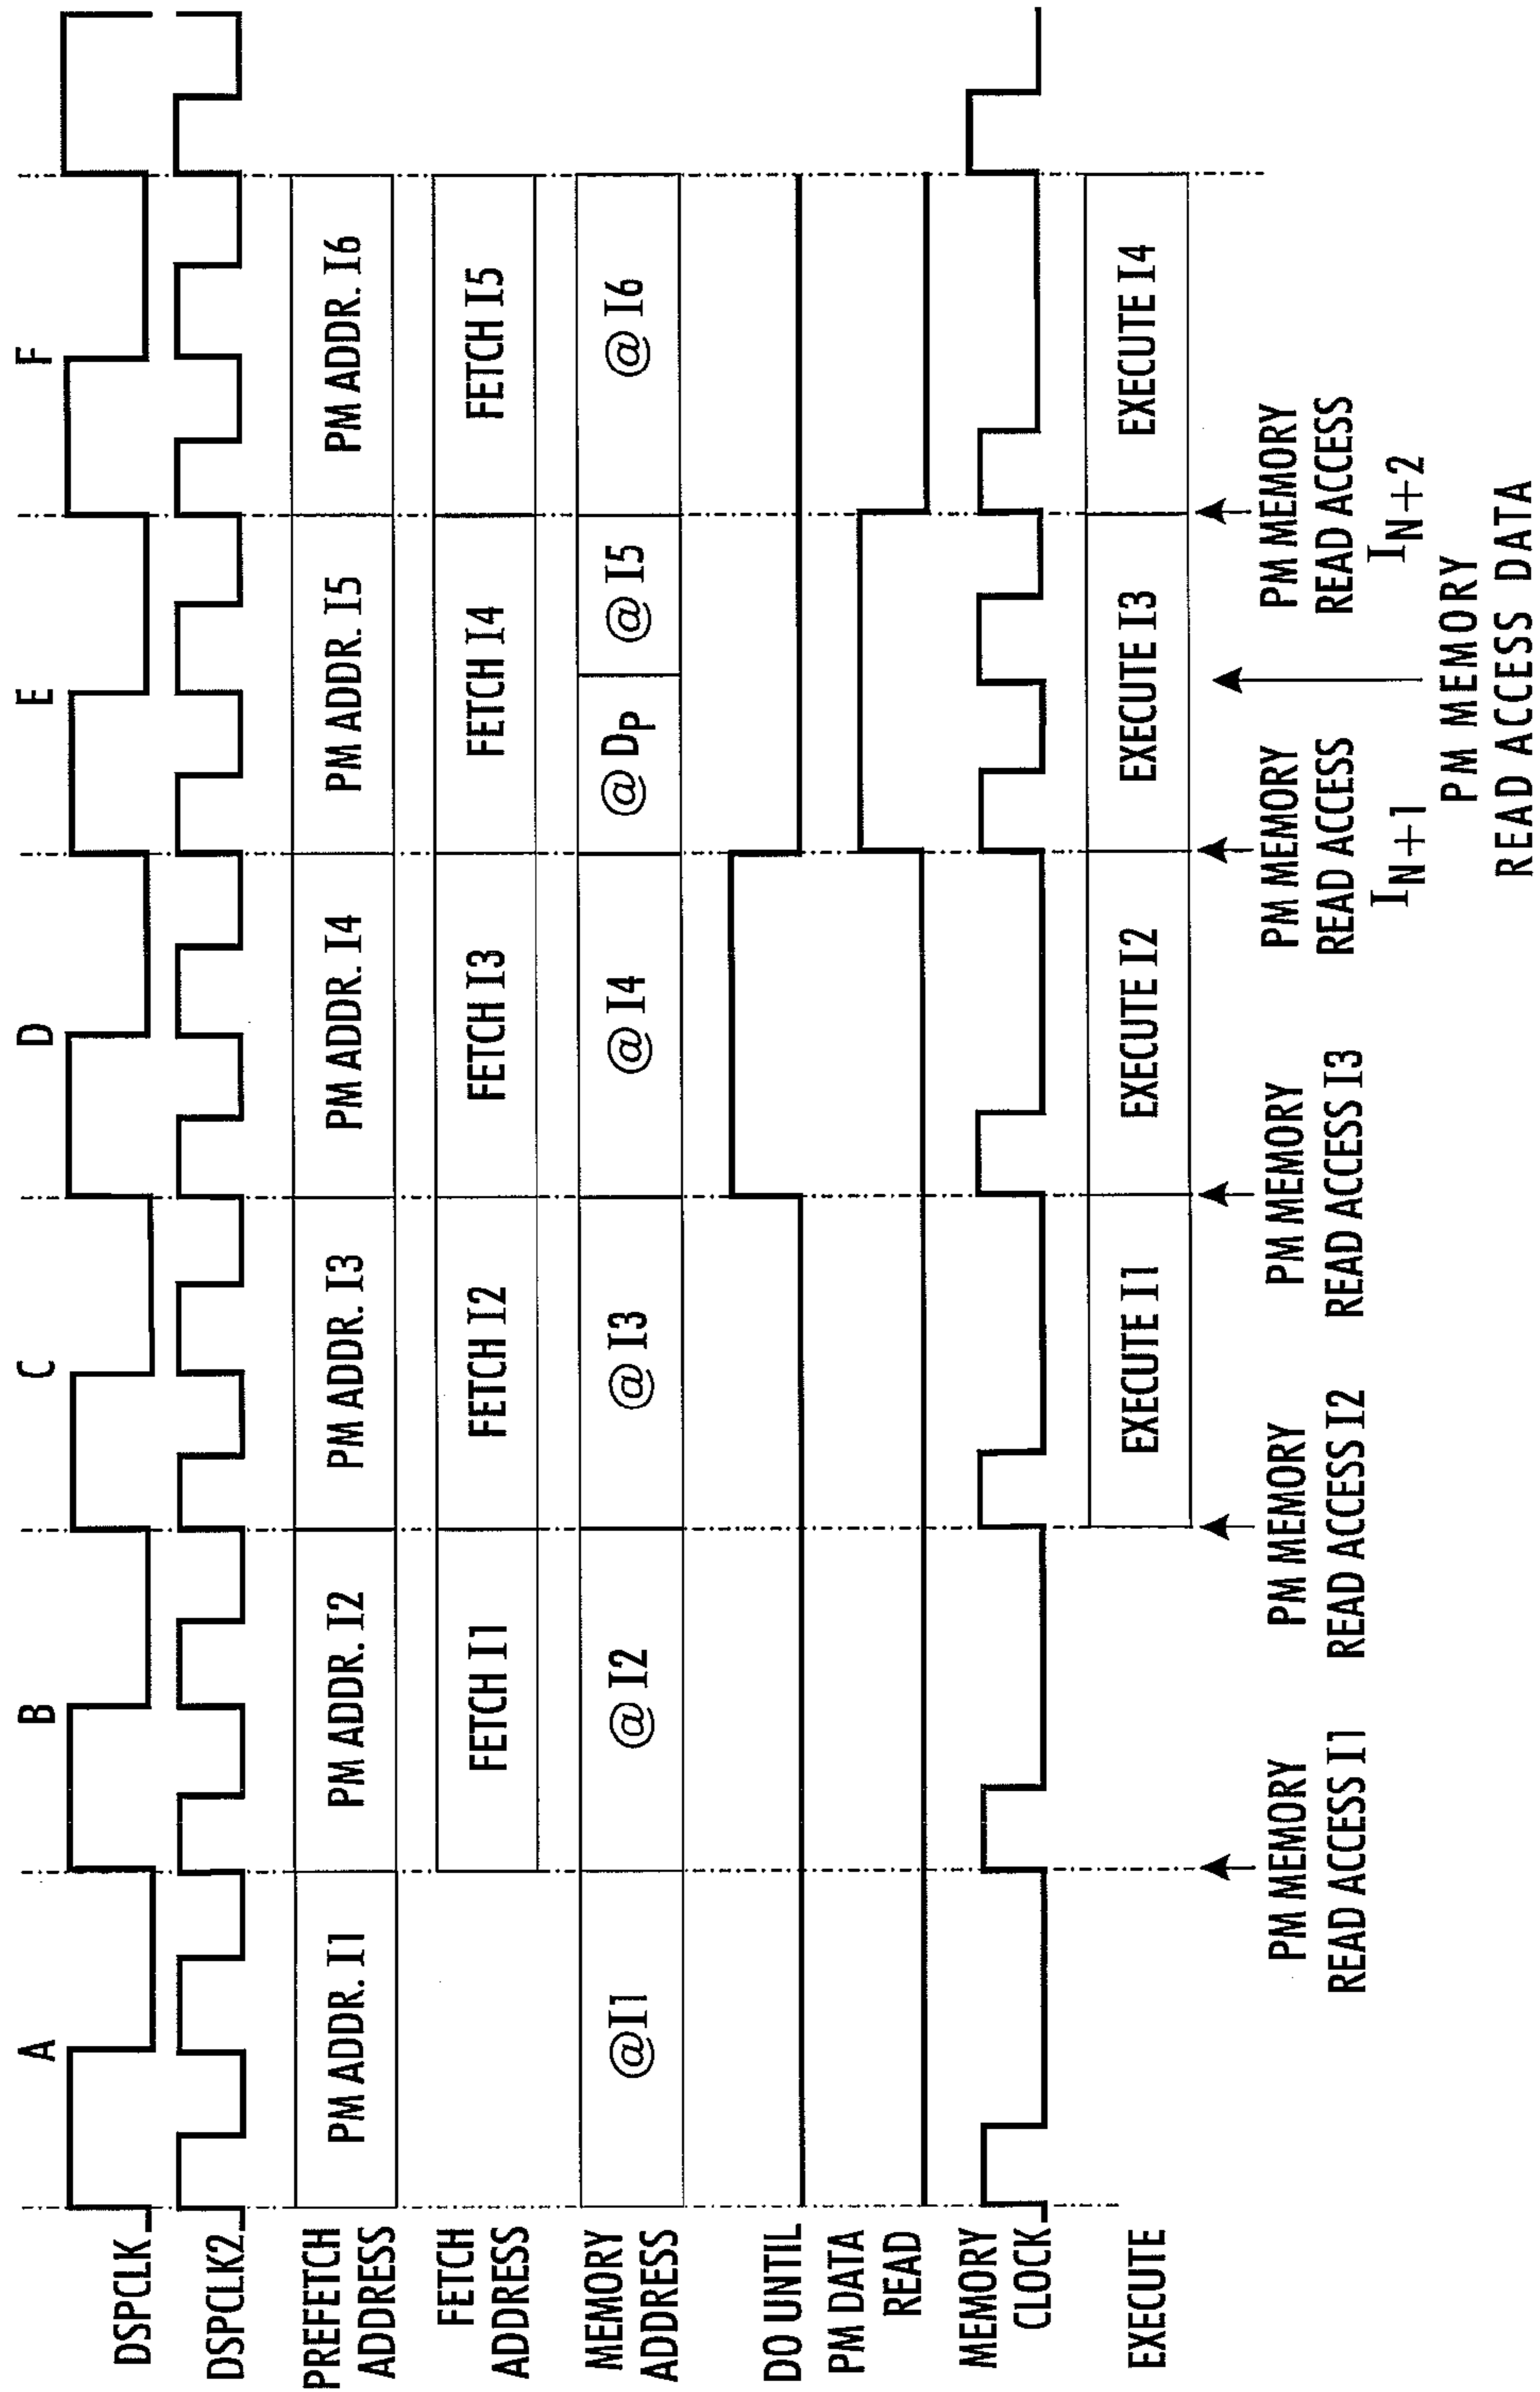 A B C D E F
DSPCLK
DSPCLK2
PREFETCH
ADDRESS
PM ADDR. I1 PM ADDR. I2 PM ADDR. I3 PM ADDR. I4 PM ADDR. I5 PM ADDR. I6
FETCH
ADDRESS
FETCH I1 FETCH I2 FETCH I3 FETCH I4 FETCH I5
MEMORY
ADDRESS
@I1 @ I2 @ I3 @ I4 @ DP @ I5 @ I6
DO UNTIL
PM DATA
READ
MEMORY
CLOCK
EXECUTE
EXECUTE I1 EXECUTE I2 EXECUTE I3 EXECUTE I4
PM MEMORY
READ ACCESS I1
PM MEMORY
READ ACCESS I2
PM MEMORY
READ ACCESS I3
PM MEMORY
READ ACCESS
IN+1
PM MEMORY
READ ACCESS DATA
PM MEMORY
READ ACCESS
IN+2